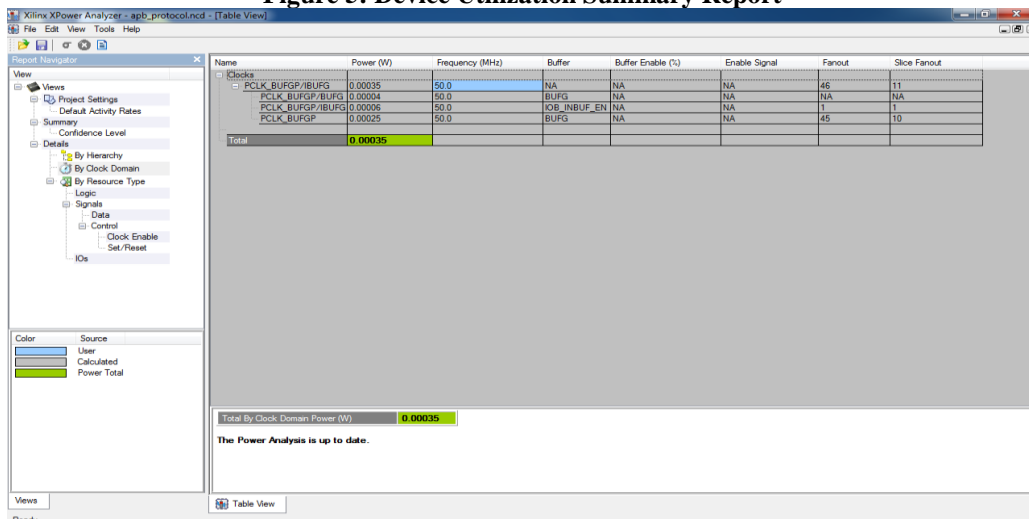 Figure 5: Device Utilization Summary Report
Xilinx XPower Analyzer - apb_protocol.ncd - [Table View]
File Edit View Tools Help
Report Navigator
View
Views
Project Settings
Default Activity Rates
Summary
Confidence Level
Details
By Hierarchy
By Clock Domain
By Resource Type
Logic
Signals
Data
Control
Clock Enable
Set/Reset
IOs
Name Power (W) Frequency (MHz) Buffer Buffer Enable (%) Enable Signal Fanout Slice Fanout
Clocks
PCLK_BUFGP/IBUFG 0.00035 50.0 NA NA NA 46 11
PCLK_BUFGP/BUFG 0.00004 50.0 BUFG NA NA NA NA
PCLK_BUFGP/IBUFG 0.00006 50.0 IOB_INBUF_EN NA NA 1 1
PCLK_BUFGP 0.00025 50.0 BUFG NA NA 45 10
Total 0.00035
Color Source
User
Calculated
Power Total
Total By Clock Domain Power (W) 0.00035
The Power Analysis is up to date.
Views
Table View